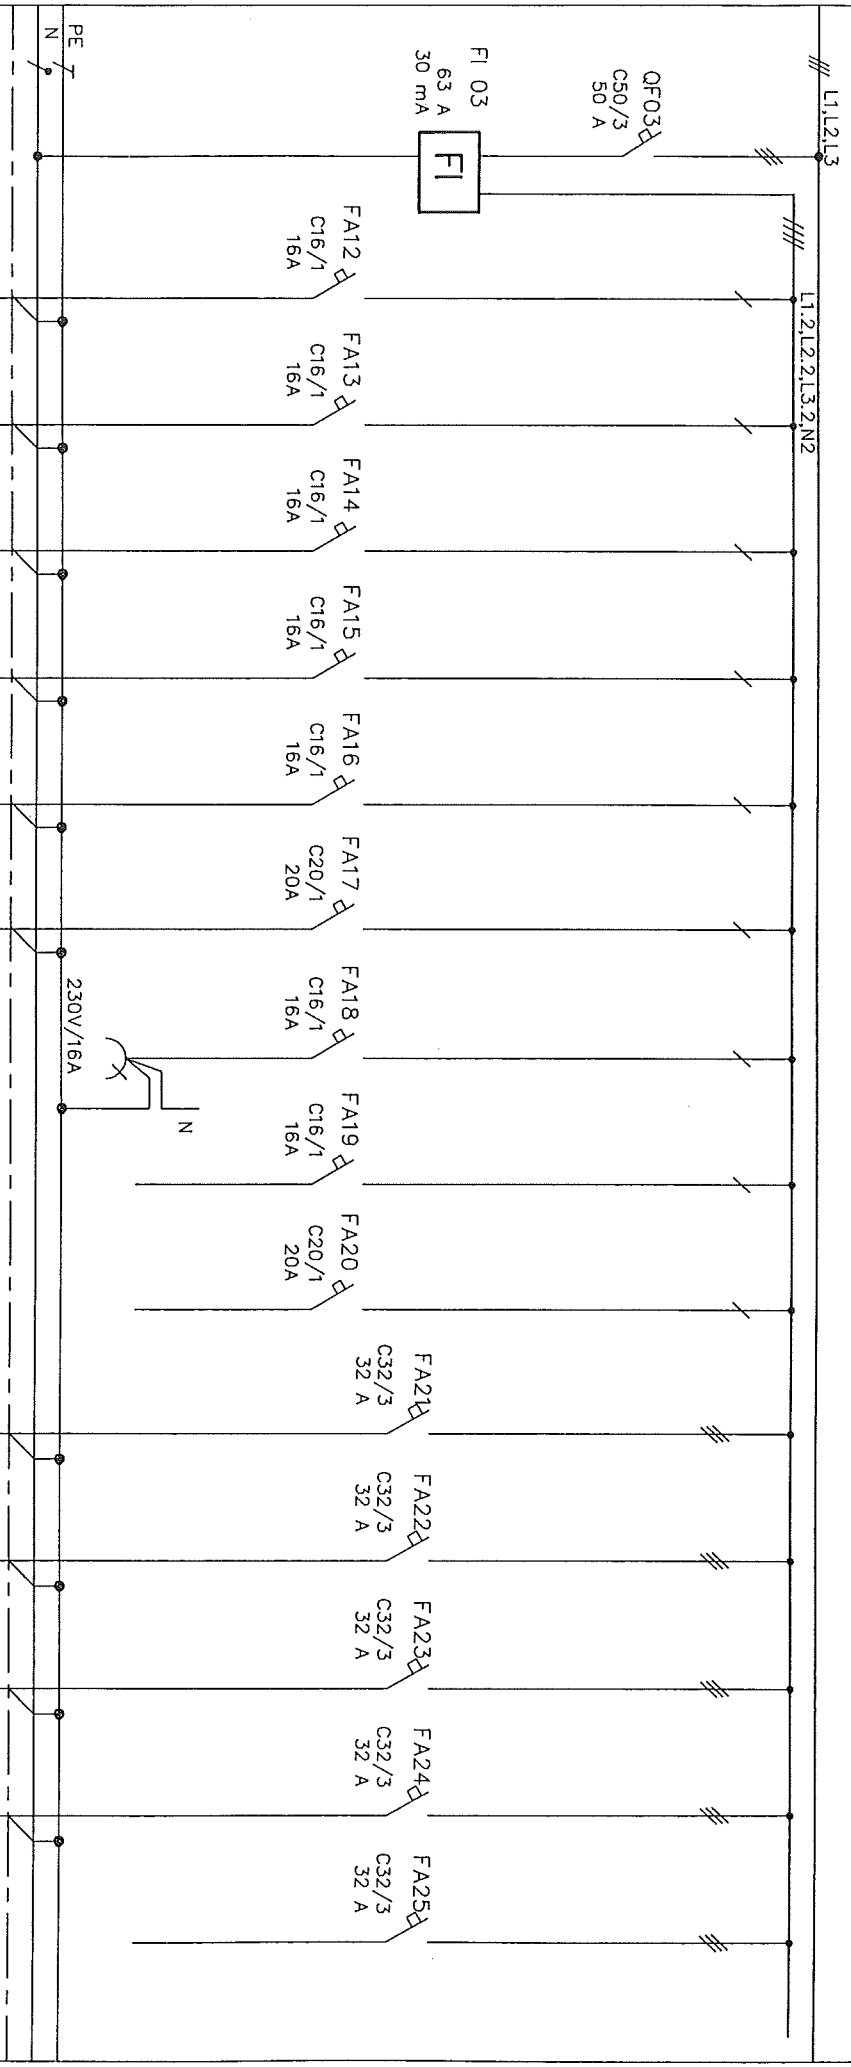 L1,L2,L3
QF03
C50/3
50 A
FI 03
63 A
30 mA
FI
PE
N
L1.2,L2.2,L3.2,N2
FA12
C16/1
16A
FA13
C16/1
16A
FA14
C16/1
16A
FA15
C16/1
16A
FA16
C16/1
16A
FA17
C20/1
20A
FA18
C16/1
16A
230V/16A
N
FA19
C16/1
16A
FA20
C20/1
20A
FA21
C32/3
32 A
FA22
C32/3
32 A
FA23
C32/3
32 A
FA24
C32/3
32 A
FA25
C32/3
32 A